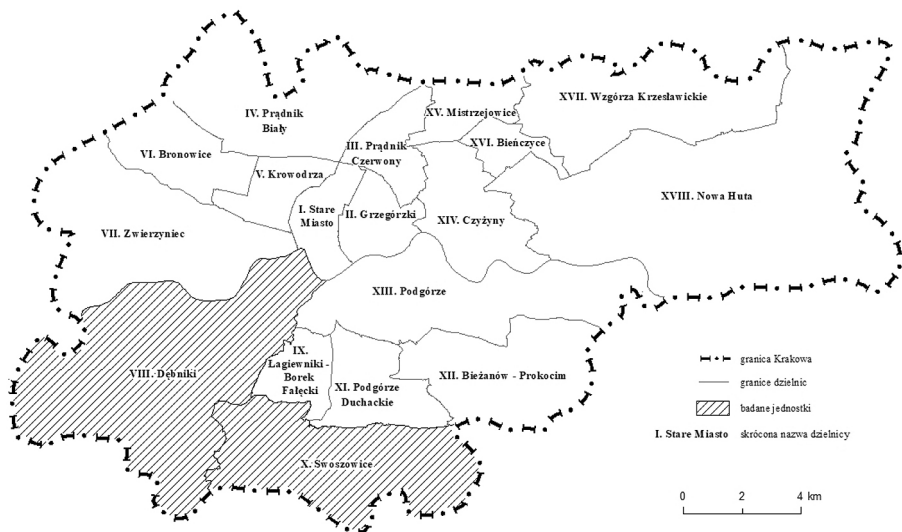 IV. Prądnik
Biały
XVII. Wzgórza Krzesławickie
XV. Mistrzejowice
III. Prądnik
Czerwony
XVI. Bieńczyce
VI. Bronowice
V. Krowodrza
XVIII. Nowa Huta
I. Stare
Miasto
II. Grzegórzki
XIV. Czyżyny
VII. Zwierzyniec
XIII. Podgórze
IX.
Łagiewniki -
Borek
Fałęcki
VIII. Dębniki
XI. Podgórze
Duchackie
XII. Bieżanów - Prokocim
X. Swoszowice
granica Krakowa
granice dzielnic
badane jednostki
I. Stare Miasto skrócona nazwa dzielnicy
0 2 4 km